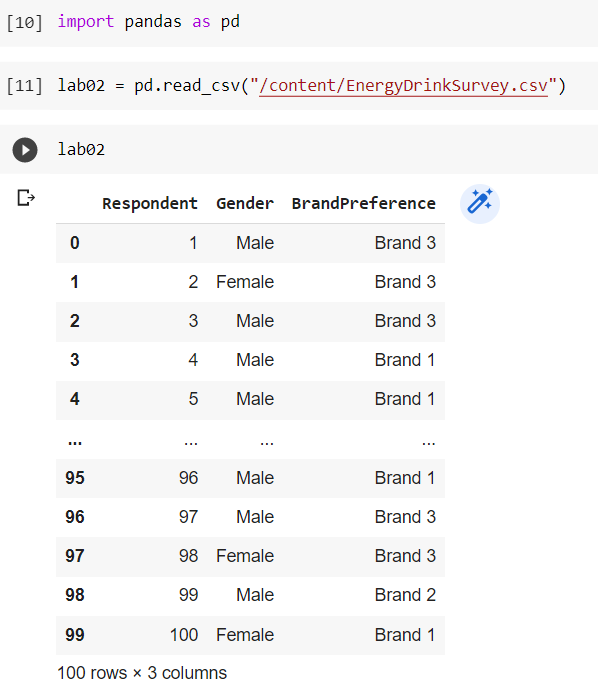 [10] import pandas as pd
[11] lab02 = pd.read_csv("/content/EnergyDrinkSurvey.csv")
lab02
Respondent Gender BrandPreference
0 1 Male Brand 3
1 2 Female Brand 3
2 3 Male Brand 3
3 4 Male Brand 1
4 5 Male Brand 1
... ... ... ...
95 96 Male Brand 1
96 97 Male Brand 3
97 98 Female Brand 3
98 99 Male Brand 2
99 100 Female Brand 1
100 rows × 3 columns